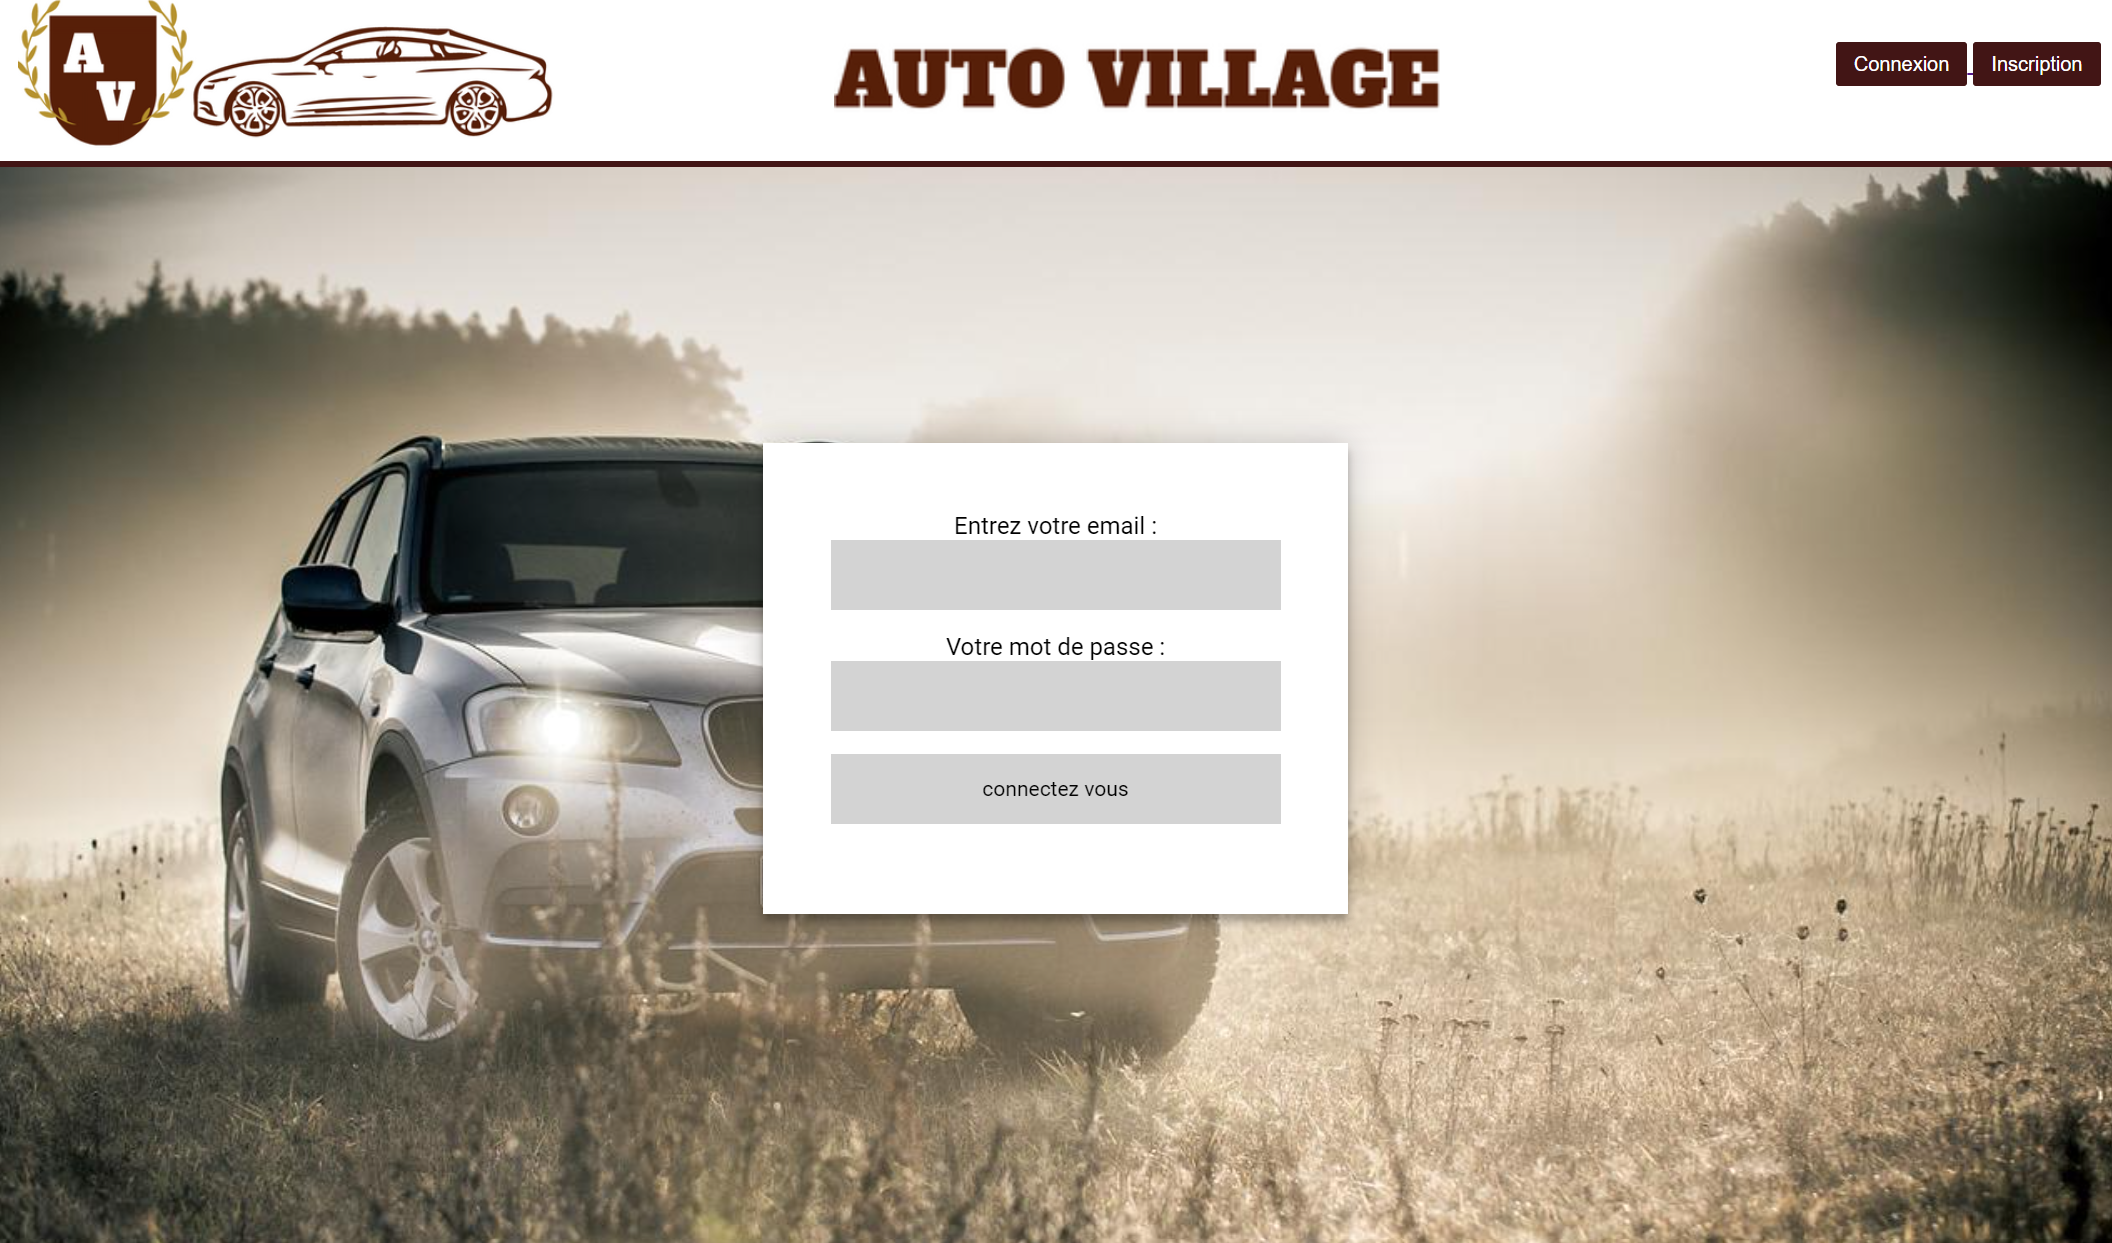 A
V
AUTO VILLAGE
Connexion
Inscription
Entrez votre email :
Votre mot de passe :
connectez vous